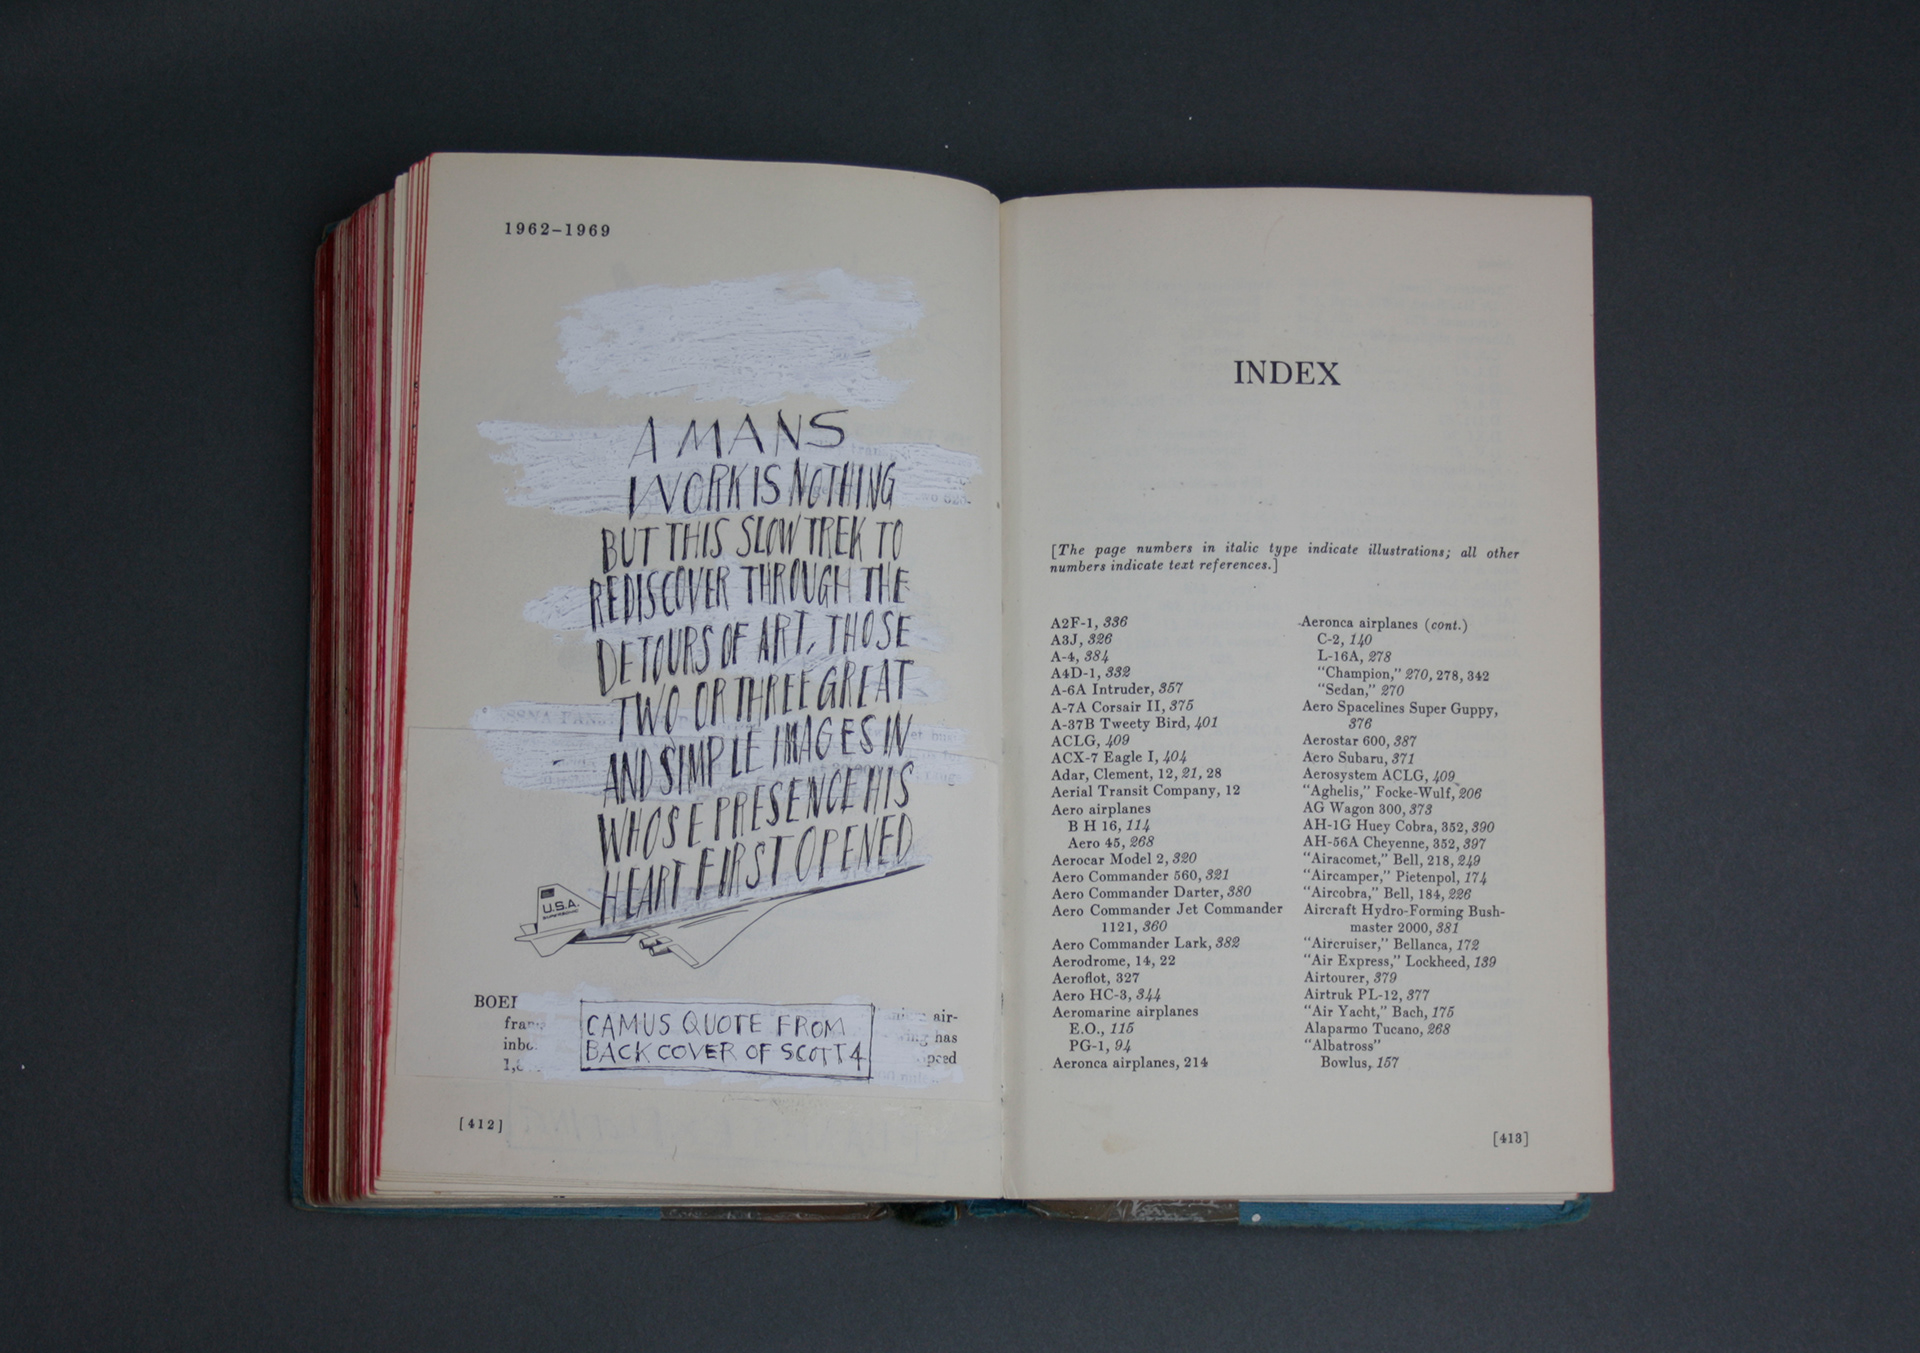 1962–1969
A MANS
WORK IS NOTHING
BUT THIS SLOW TREK TO
REDISCOVER THROUGH THE
DETOURS OF ART, THOSE
TWO OR THREE GREAT
AND SIMPLE IMAGES IN
WHOSE PRESENCE HIS
HEART FIRST OPENED
U.S.A.
CAMUS QUOTE FROM
BACK COVER OF SCOTT 4
air-
has
[412]
INDEX
[The page numbers in italic type indicate illustrations; all other
numbers indicate text references.]
A2F-1, 336
A3J, 326
A-4, 384
A4D-1, 332
A-6A Intruder, 357
A-7A Corsair II, 375
A-37B Tweety Bird, 401
ACLG, 409
ACX-7 Eagle I, 404
Adar, Clement, 12, 21, 28
Aerial Transit Company, 12
Aero airplanes
B H 16, 114
Aero 45, 268
Aerocar Model 2, 320
Aero Commander 560, 321
Aero Commander Darter, 380
Aero Commander Jet Commander
1121, 360
Aero Commander Lark, 382
Aerodrome, 14, 22
Aeroflot, 327
Aero HC-3, 344
Aeromarine airplanes
E.O., 115
PG-1, 94
Aeronca airplanes, 214
Aeronca airplanes (cont.)
C-2, 140
L-16A, 278
"Champion," 270, 278, 342
"Sedan," 270
Aero Spacelines Super Guppy,
376
Aerostar 600, 387
Aero Subaru, 371
Aerosystem ACLG, 409
"Aghelis," Focke-Wulf, 206
AG Wagon 300, 373
AH-1G Huey Cobra, 352, 390
AH-56A Cheyenne, 352, 397
"Airacomet," Bell, 218, 249
"Aircamper," Pietenpol, 174
"Aircobra," Bell, 184, 226
Aircraft Hydro-Forming Bush-
master 2000, 381
"Aircruiser," Bellanca, 172
"Air Express," Lockheed, 139
Airtourer, 379
Airtruk PL-12, 377
"Air Yacht," Bach, 175
Alaparmo Tucano, 268
"Albatross"
Bowlus, 157
[413]